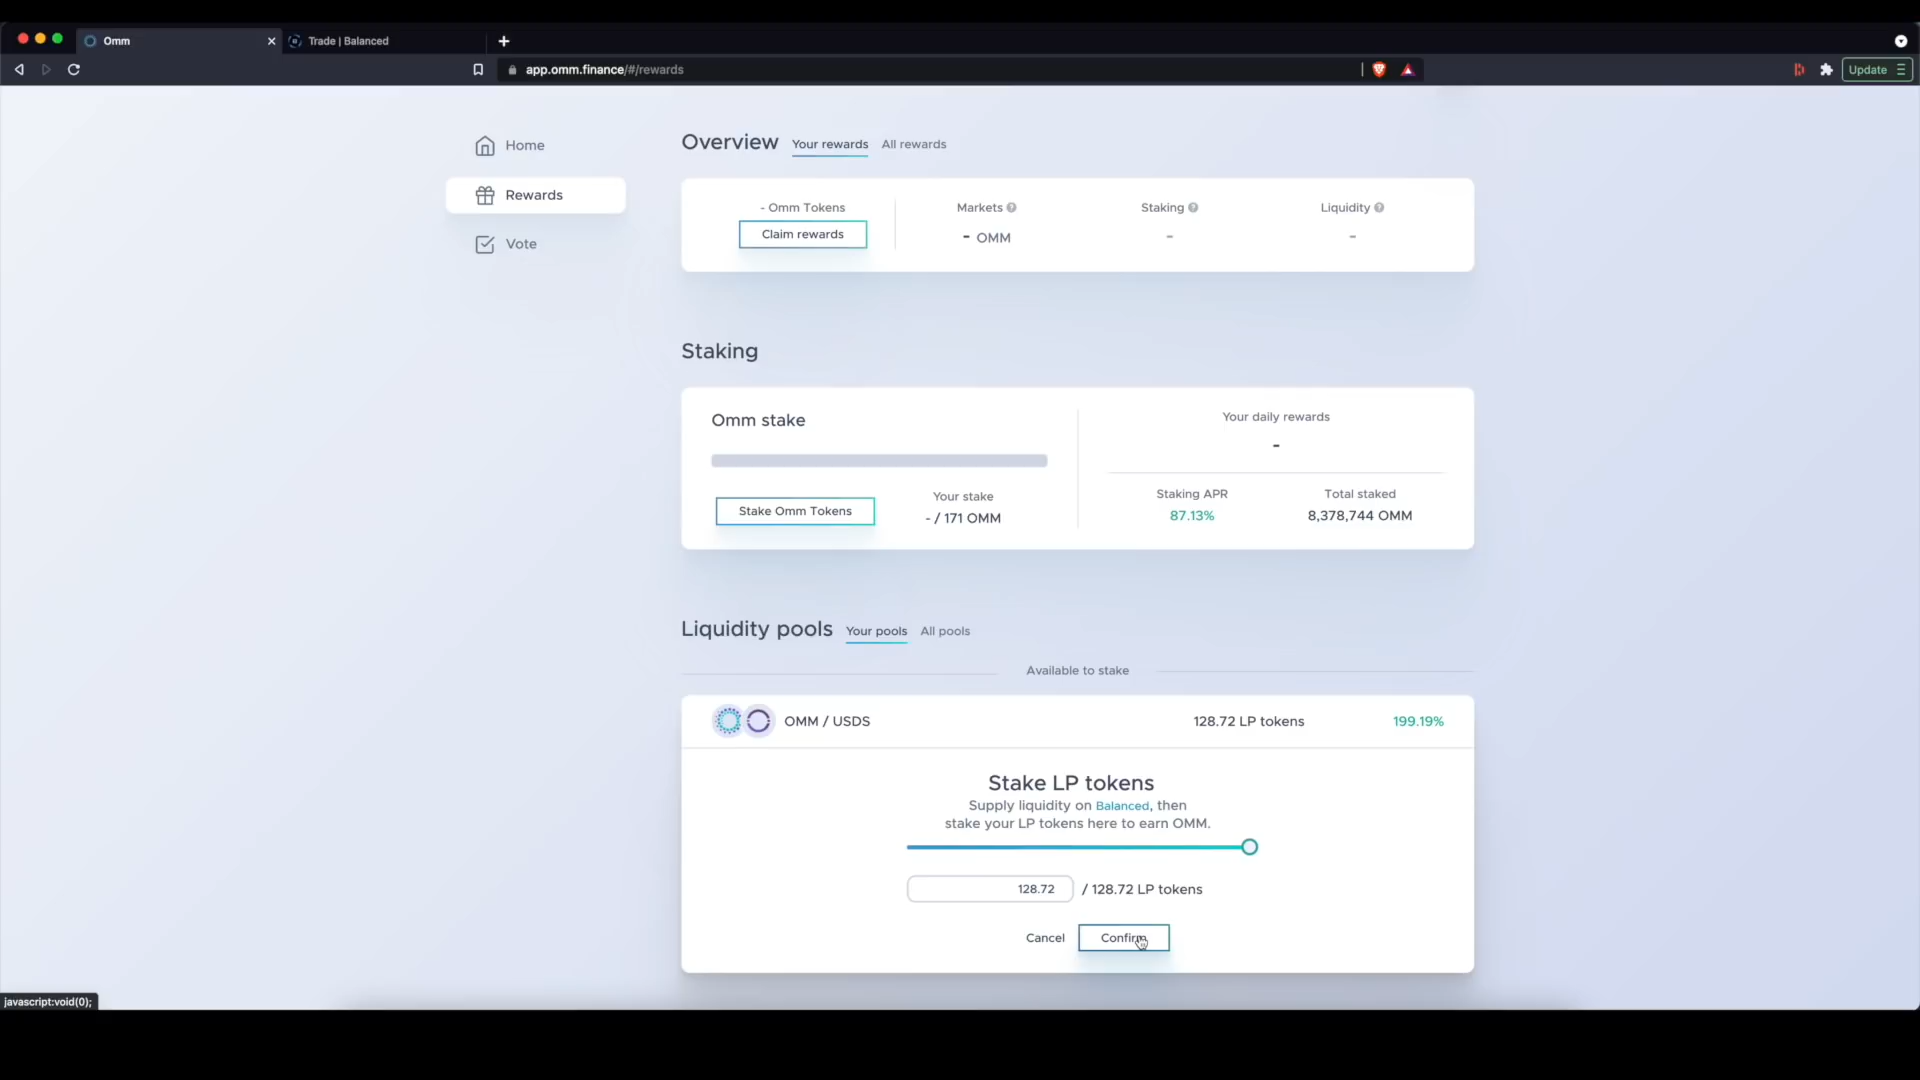 Omm
Trade | Balanced
app.omm.finance/#/rewards
Update
Home
Rewards
Vote
Overview Your rewards All rewards
- Omm Tokens
Claim rewards
Markets
- OMM
Staking
-
Liquidity
-
Staking
Omm stake
Stake Omm Tokens
Your stake
- / 171 OMM
Your daily rewards
-
Staking APR
87.13%
Total staked
8,378,744 OMM
Liquidity pools Your pools All pools
Available to stake
OMM / USDS 128.72 LP tokens 199.19%
Stake LP tokens
Supply liquidity on Balanced, then
stake your LP tokens here to earn OMM.
128.72 / 128.72 LP tokens
Cancel Confirm
javascript:void(0);